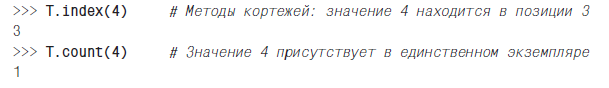 >>> T.index(4) # Методы кортежей: значение 4 находится в позиции 3
3
>>> T.count(4) # Значение 4 присутствует в единственном экземпляре
1